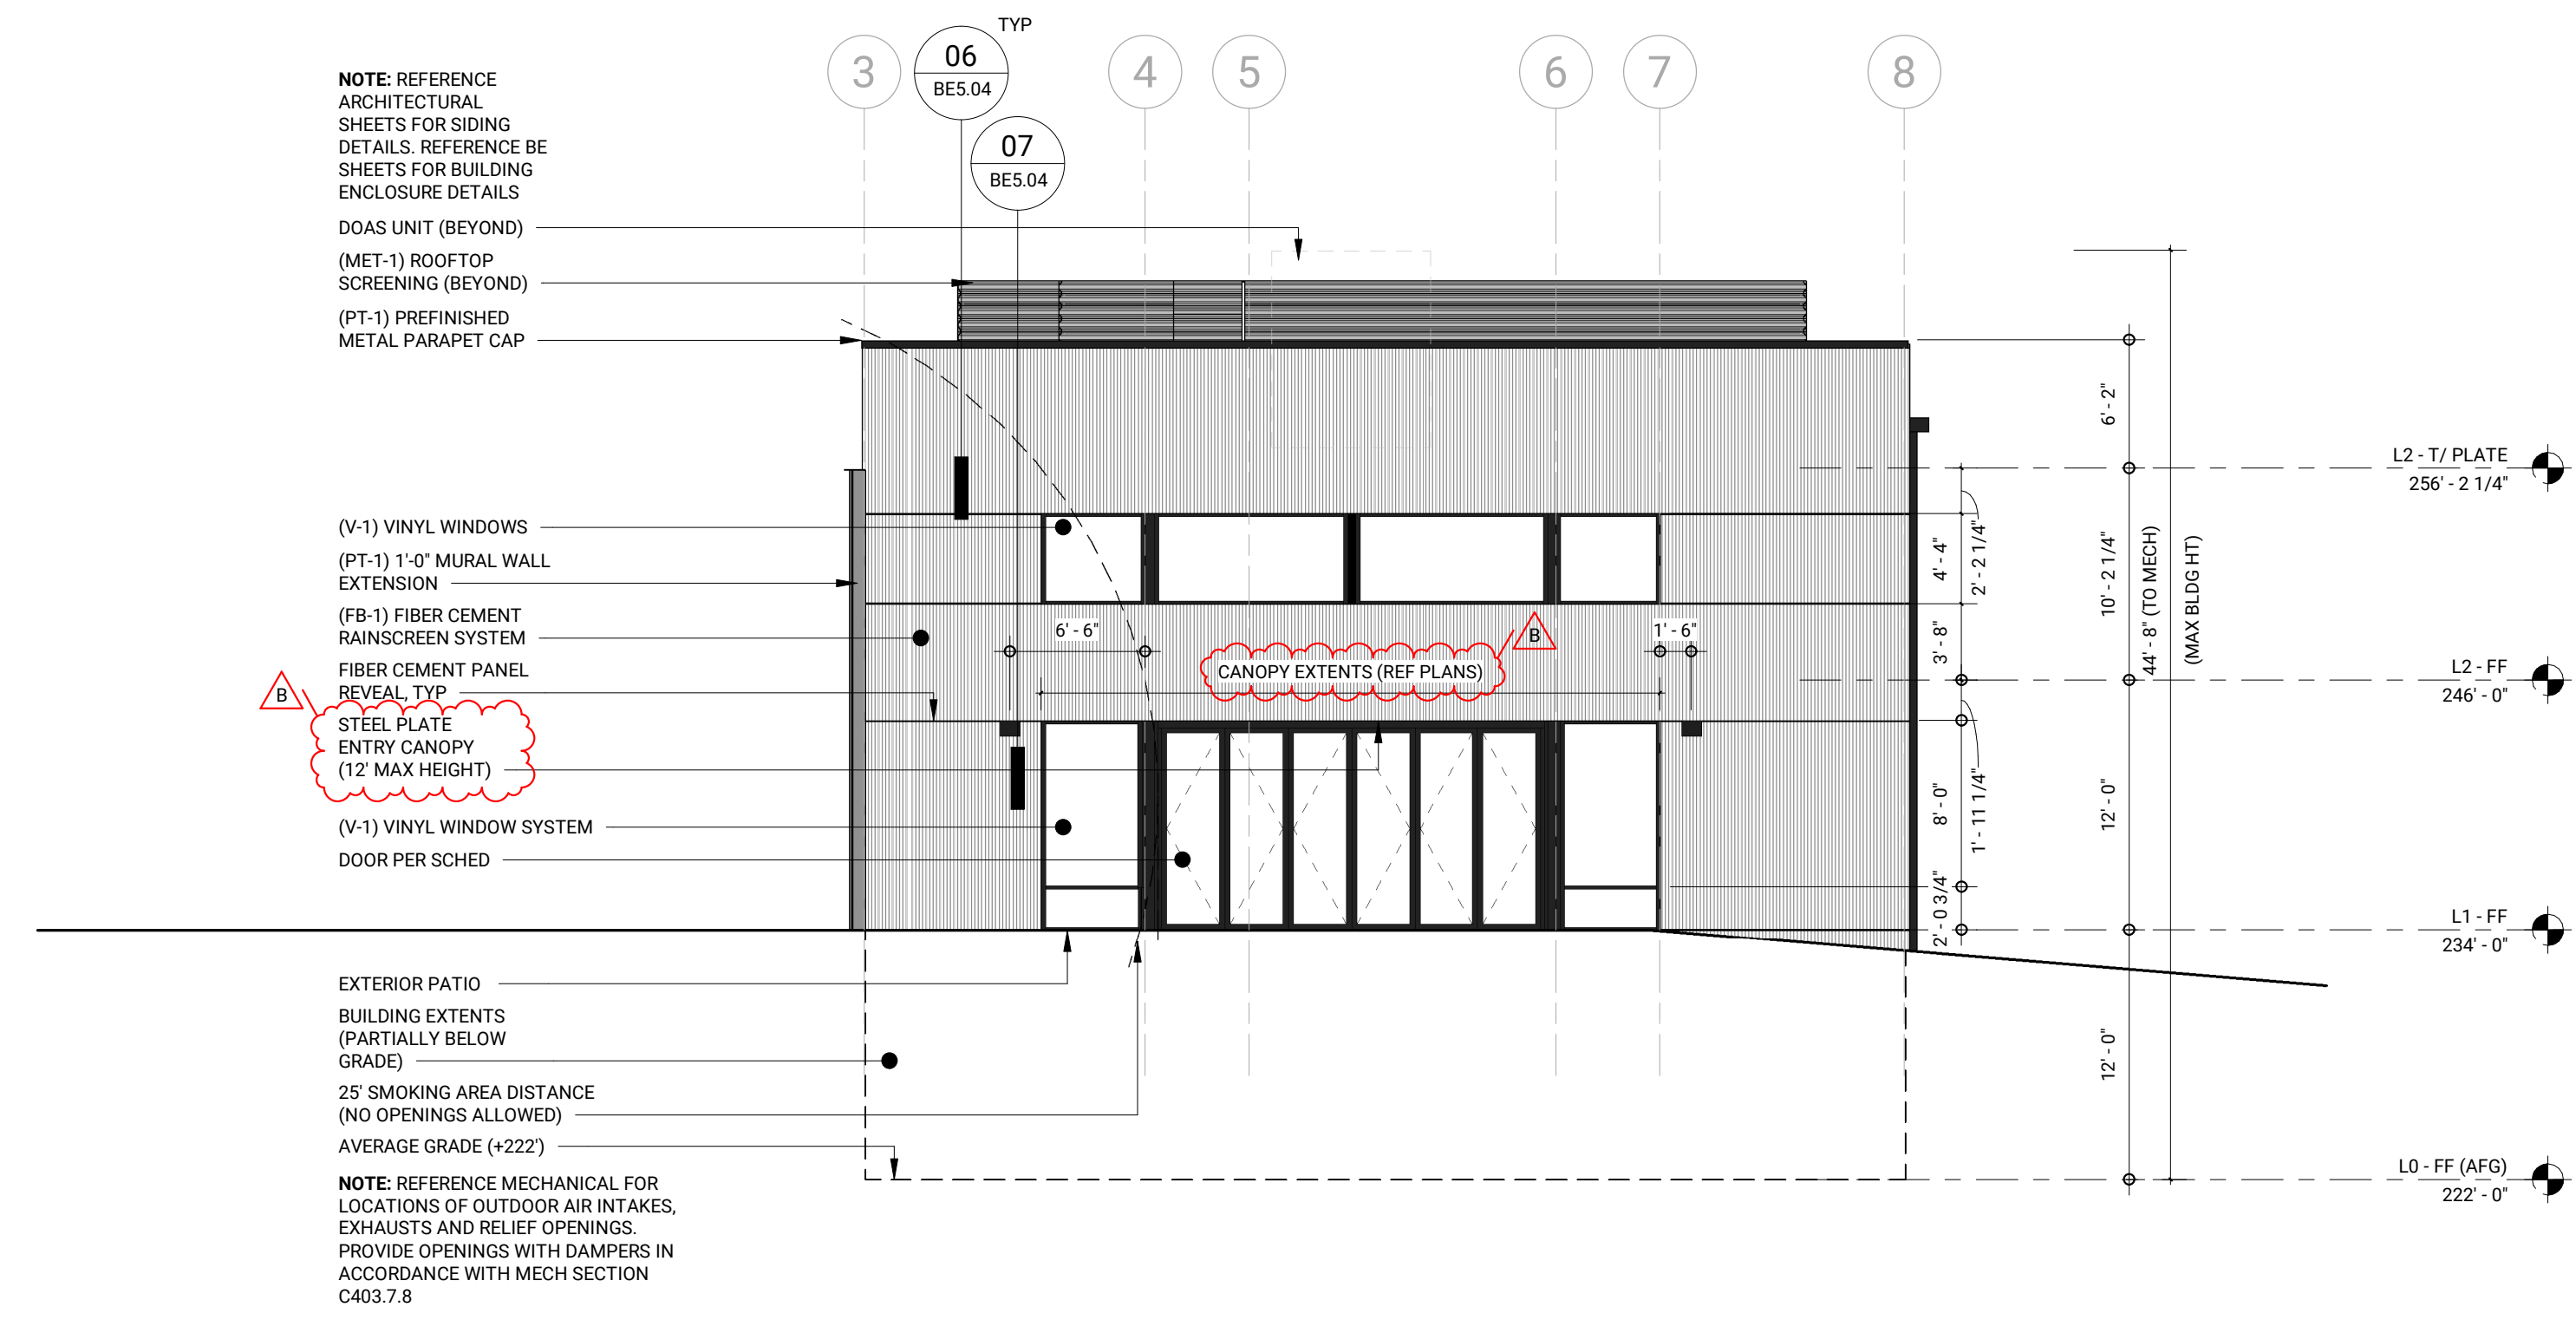 TYP
3
06
BE5.04
4
5
6
7
8
07
BE5.04
NOTE: REFERENCE
ARCHITECTURAL
SHEETS FOR SIDING
DETAILS. REFERENCE BE
SHEETS FOR BUILDING
ENCLOSURE DETAILS
DOAS UNIT (BEYOND)
(MET-1) ROOFTOP
SCREENING (BEYOND)
(PT-1) PREFINISHED
METAL PARAPET CAP
(V-1) VINYL WINDOWS
(PT-1) 1'-0" MURAL WALL
EXTENSION
(FB-1) FIBER CEMENT
RAINSCREEN SYSTEM
FIBER CEMENT PANEL
REVEAL, TYP
B
STEEL PLATE
ENTRY CANOPY
(12' MAX HEIGHT)
(V-1) VINYL WINDOW SYSTEM
DOOR PER SCHED
EXTERIOR PATIO
BUILDING EXTENTS
(PARTIALLY BELOW
GRADE)
25' SMOKING AREA DISTANCE
(NO OPENINGS ALLOWED)
AVERAGE GRADE (+222')
NOTE: REFERENCE MECHANICAL FOR
LOCATIONS OF OUTDOOR AIR INTAKES,
EXHAUSTS AND RELIEF OPENINGS.
PROVIDE OPENINGS WITH DAMPERS IN
ACCORDANCE WITH MECH SECTION
C403.7.8
6' - 6"
CANOPY EXTENTS (REF PLANS)
B
1' - 6"
4' - 4"
2' - 2 1/4"
3' - 8"
8' - 0"
1' - 11 1/4"
2' - 0 3/4"
6' - 2"
10' - 2 1/4"
12' - 0"
12' - 0"
44' - 8" (TO MECH)
(MAX BLDG HT)
L2 - T/ PLATE
256' - 2 1/4"
L2 - FF
246' - 0"
L1 - FF
234' - 0"
L0 - FF (AFG)
222' - 0"